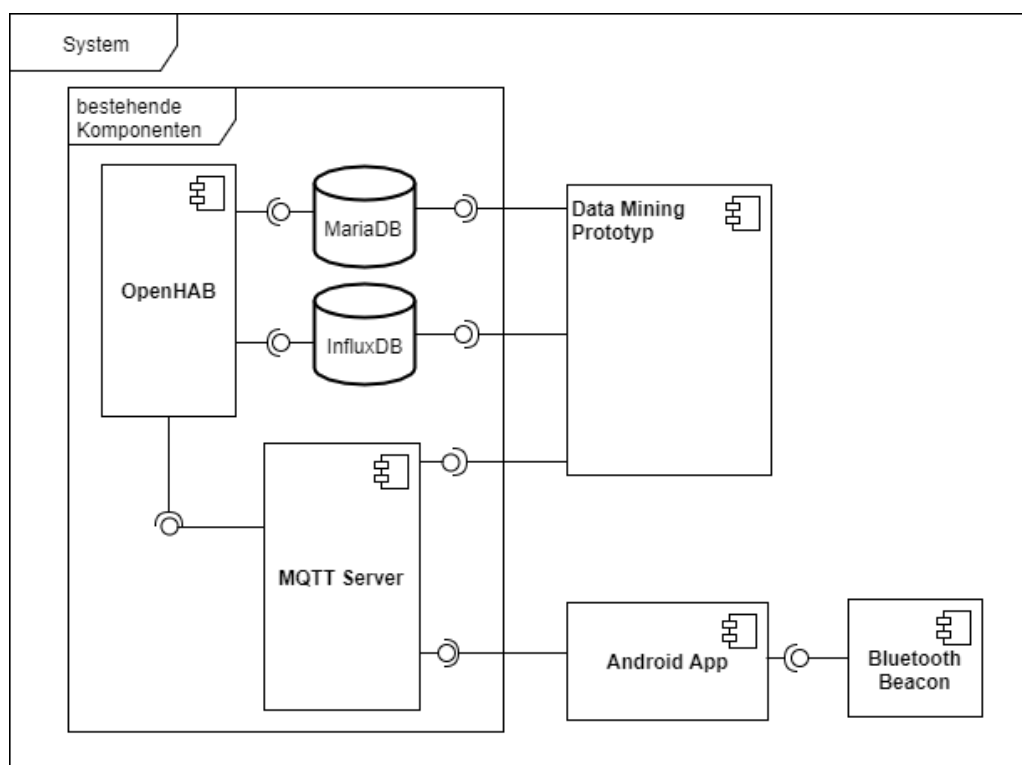 System
bestehende
Komponenten
OpenHAB
MariaDB
InfluxDB
Data Mining
Prototyp
MQTT Server
Android App
Bluetooth
Beacon